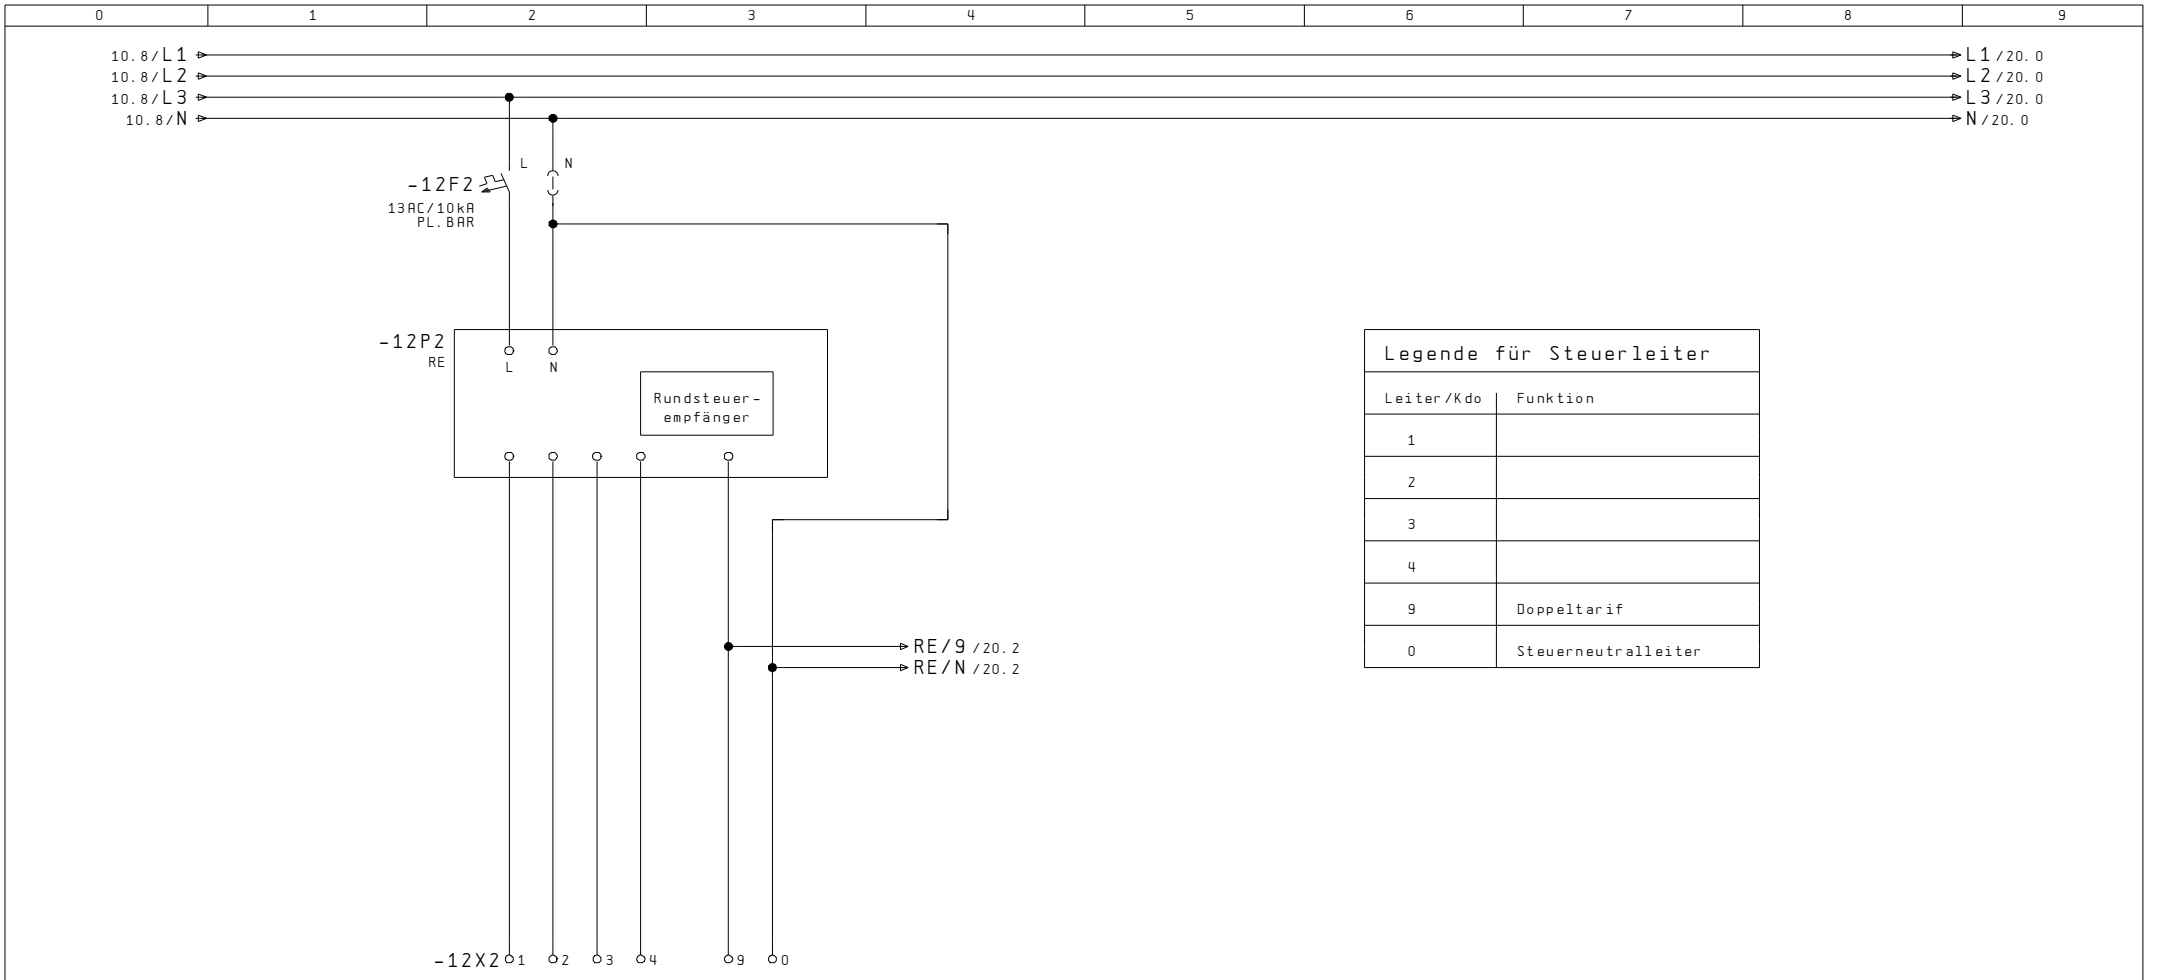 0 1 2 3 4 5 6 7 8 9
10.8/L1 L1/20.0
10.8/L2 L2/20.0
10.8/L3 L3/20.0
10.8/N N/20.0
L N
-12F2
13AC/10kA
PL.BAR
-12P2
RE
L N
Rundsteuer-
empfänger
Legende für Steuerleiter
Leiter/Kdo Funktion
1
2
3
4
9 Doppeltarif
0 Steuerneutralleiter
RE/9/20.2
RE/N/20.2
-12X2 1 2 3 4 9 0